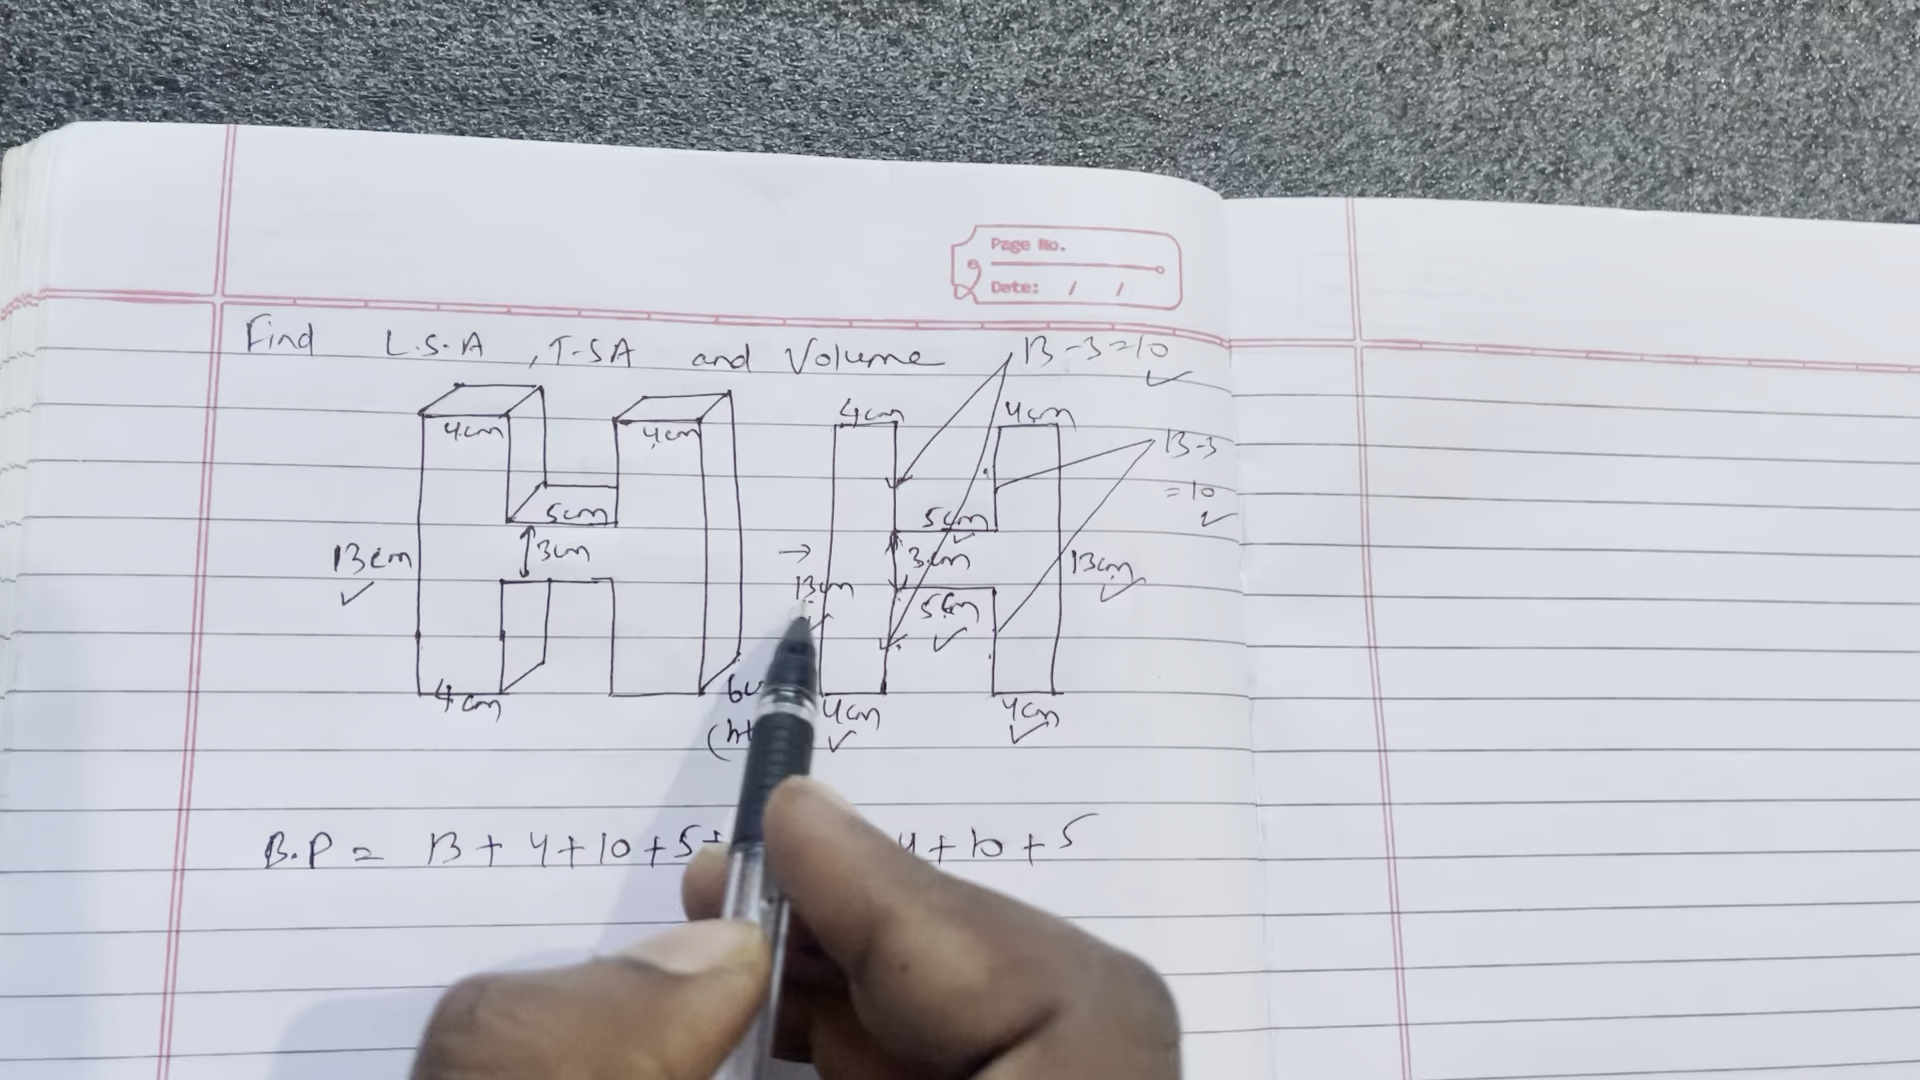 Page No.
Date: / /
Find L.S.A , T.SA and Volume
13-3=10
4cm 4cm 4cm 4cm
13-3
=10
5cm 5cm
13cm 3cm → 3cm 13cm
13cm 5cm
4cm 4cm 4cm
B.P = 13 + 4 + 10 + 5+ 4 + 10 + 5